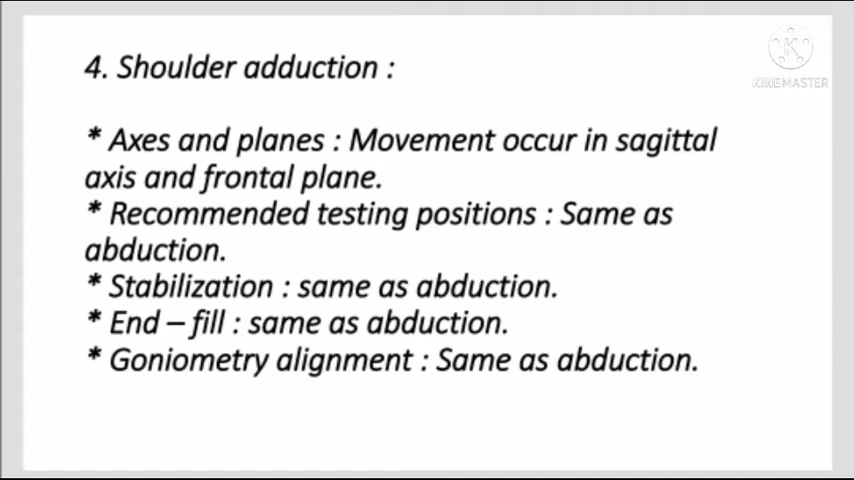 4. Shoulder adduction :
K
KINEMASTER
* Axes and planes : Movement occur in sagittal
axis and frontal plane.
* Recommended testing positions : Same as
abduction.
* Stabilization : same as abduction.
* End – fill : same as abduction.
* Goniometry alignment : Same as abduction.